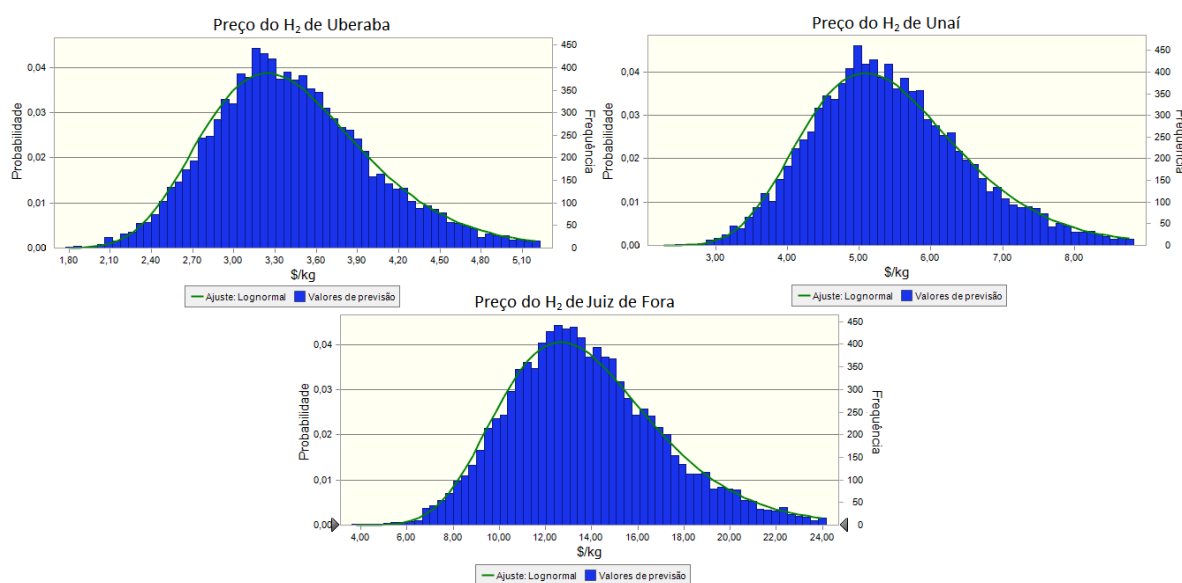 Preço do H₂ de Uberaba
Probabilidade
0,04
0,03
0,02
0,01
0,00
450
400
350
300
250
200
150
100
50
0
Frequência
1,80 2,10 2,40 2,70 3,00 3,30 3,60 3,90 4,20 4,50 4,80 5,10
$/kg
Ajuste: Lognormal Valores de previsão
Preço do H₂ de Unaí
Probabilidade
0,04
0,03
0,02
0,01
0,00
450
400
350
300
250
200
150
100
50
0
Frequência
3,00 4,00 5,00 6,00 7,00 8,00
$/kg
Ajuste: Lognormal Valores de previsão
Preço do H₂ de Juiz de Fora
Probabilidade
0,04
0,03
0,02
0,01
0,00
450
400
350
300
250
200
150
100
50
0
Frequência
4,00 6,00 8,00 10,00 12,00 14,00 16,00 18,00 20,00 22,00 24,00
$/kg
Ajuste: Lognormal Valores de previsão